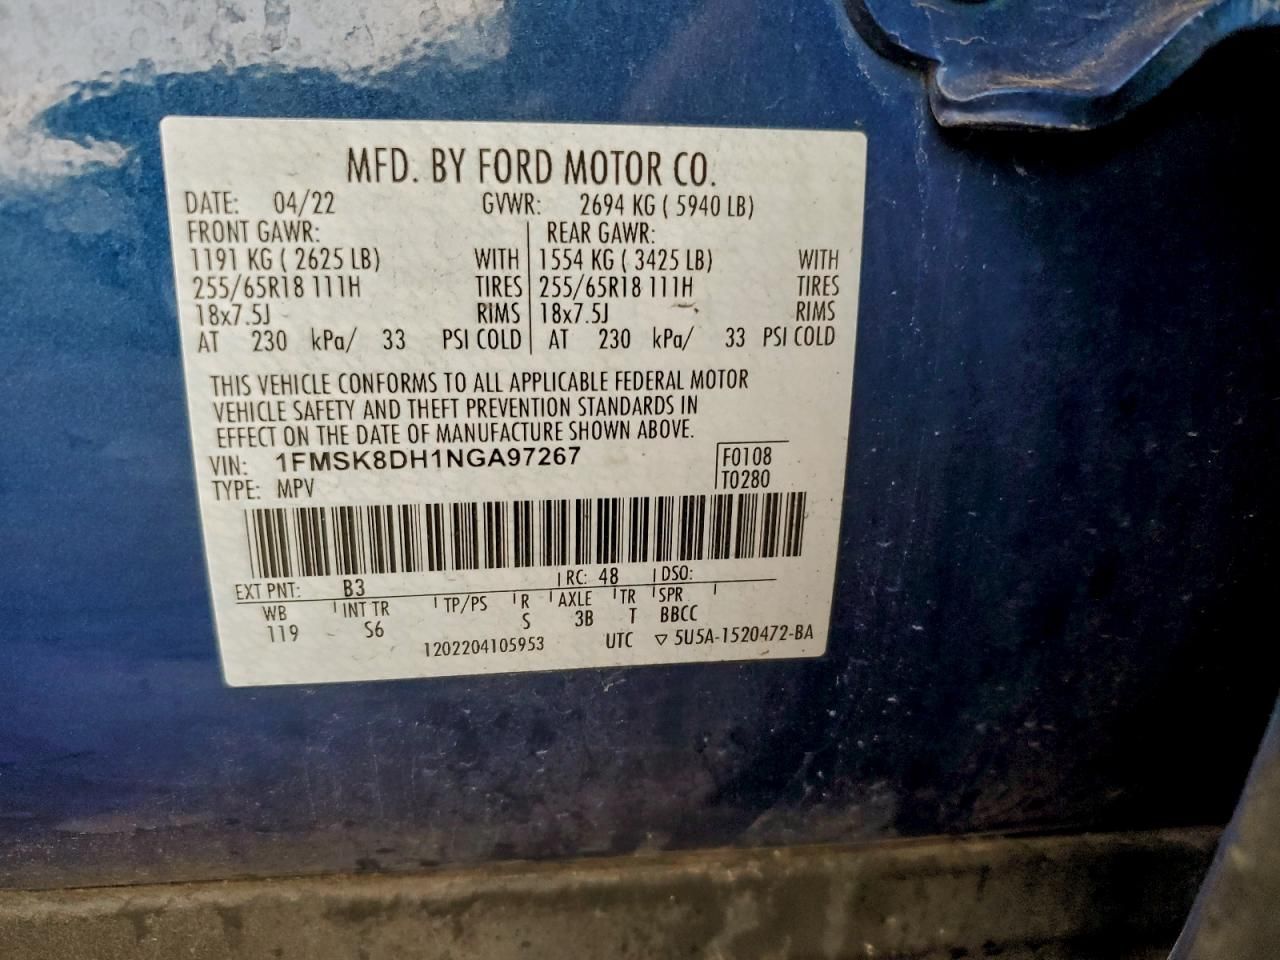 MFD. BY FORD MOTOR CO.
DATE: 04/22 GVWR: 2694 KG ( 5940 LB)
FRONT GAWR: REAR GAWR:
1191 KG ( 2625 LB) WITH 1554 KG ( 3425 LB) WITH
255/65R18 111H TIRES 255/65R18 111H TIRES
18x7.5J RIMS 18x7.5J RIMS
AT 230 kPa/ 33 PSI COLD AT 230 kPa/ 33 PSI COLD
THIS VEHICLE CONFORMS TO ALL APPLICABLE FEDERAL MOTOR
VEHICLE SAFETY AND THEFT PREVENTION STANDARDS IN
EFFECT ON THE DATE OF MANUFACTURE SHOWN ABOVE.
VIN: 1FMSK8DH1NGA97267 F0108
TYPE: MPV T0280
EXT PNT: B3 RC: 48 DSO:
WB INT TR TP/PS R AXLE TR SPR
119 S6 S 3B T BBCC
1202204105953 UTC ▽ 5U5A-1520472-BA